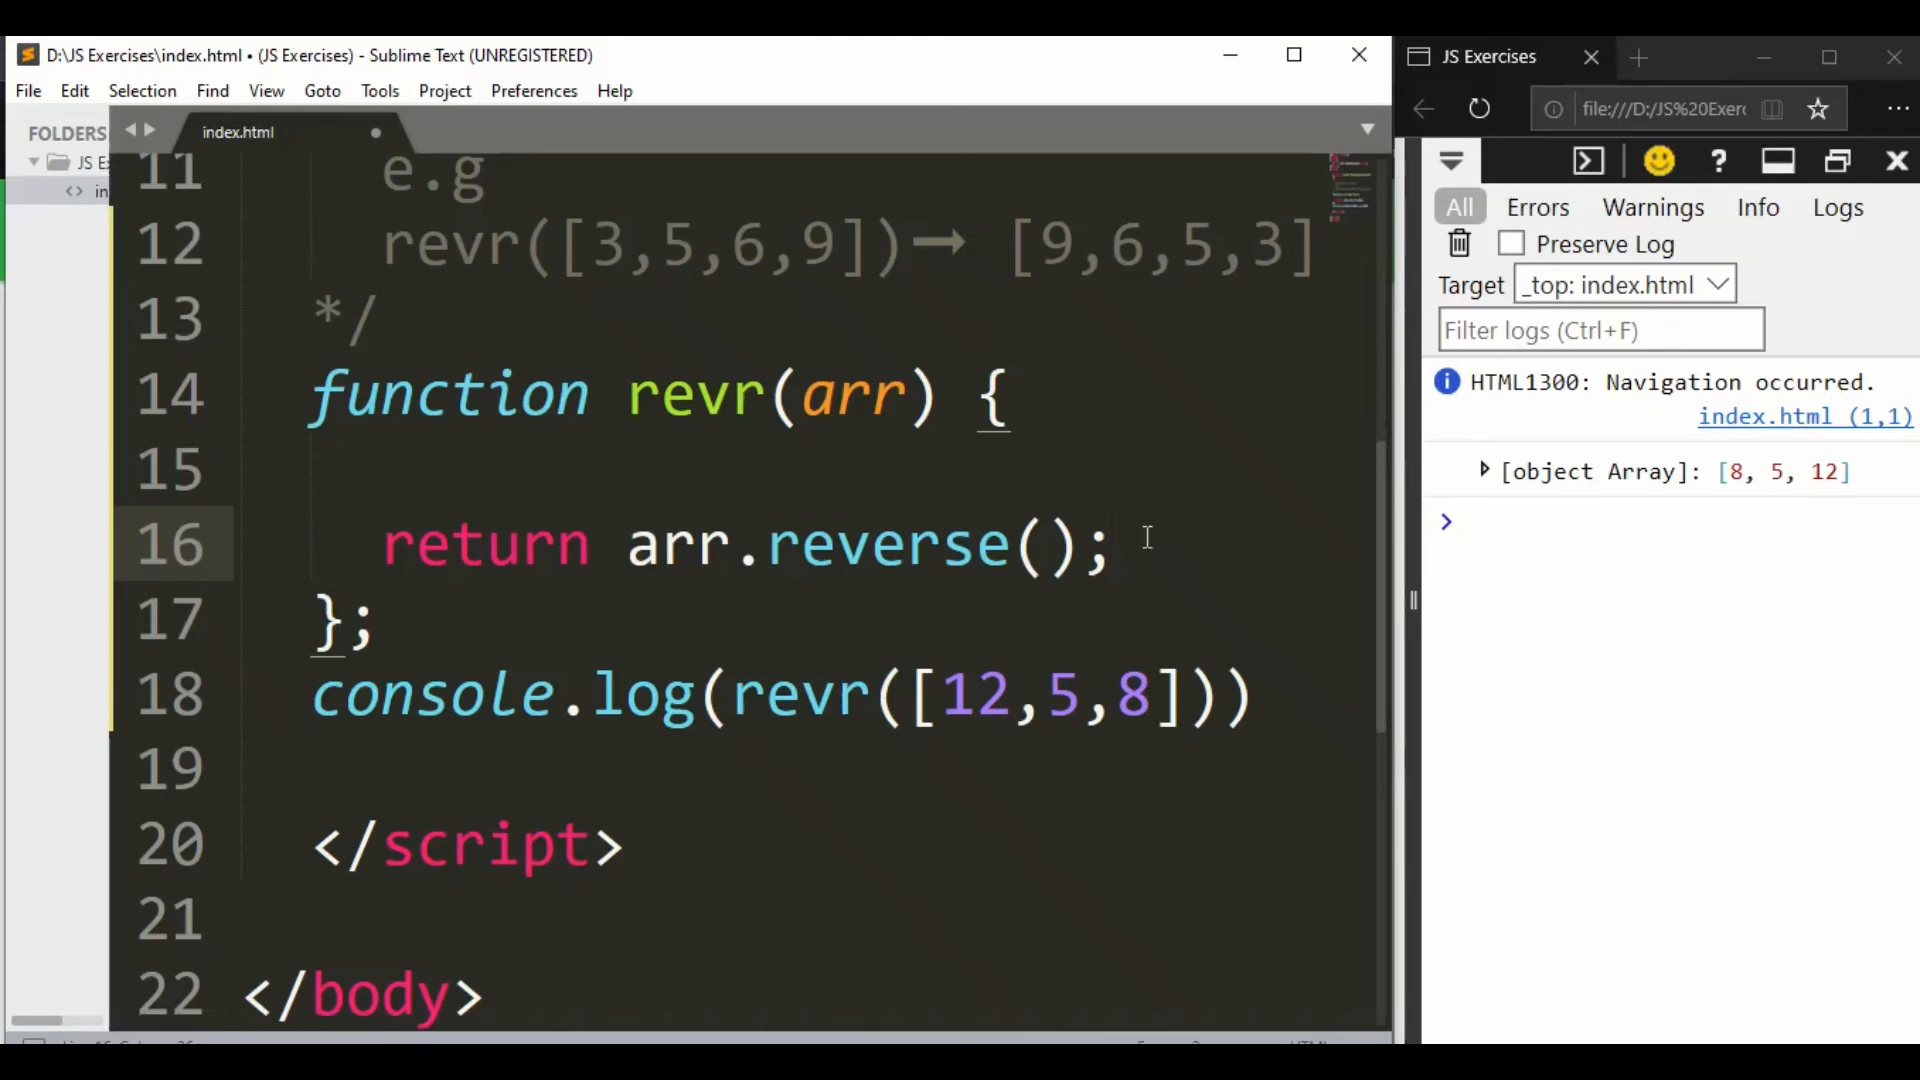 D:\JS Exercises\index.html • (JS Exercises) - Sublime Text (UNREGISTERED)
File Edit Selection Find View Goto Tools Project Preferences Help
FOLDERS
JS E
in
index.html
11 e.g
12 revr([3,5,6,9])→ [9,6,5,3]
13 */
14 function revr(arr) {
15
16 return arr.reverse();
17 };
18 console.log(revr([12,5,8]))
19
20 </script>
21
22 </body>
JS Exercises
file:///D:/JS%20Exer
All Errors Warnings Info Logs
Preserve Log
Target _top: index.html
Filter logs (Ctrl+F)
HTML1300: Navigation occurred.
index.html (1,1)
[object Array]: [8, 5, 12]